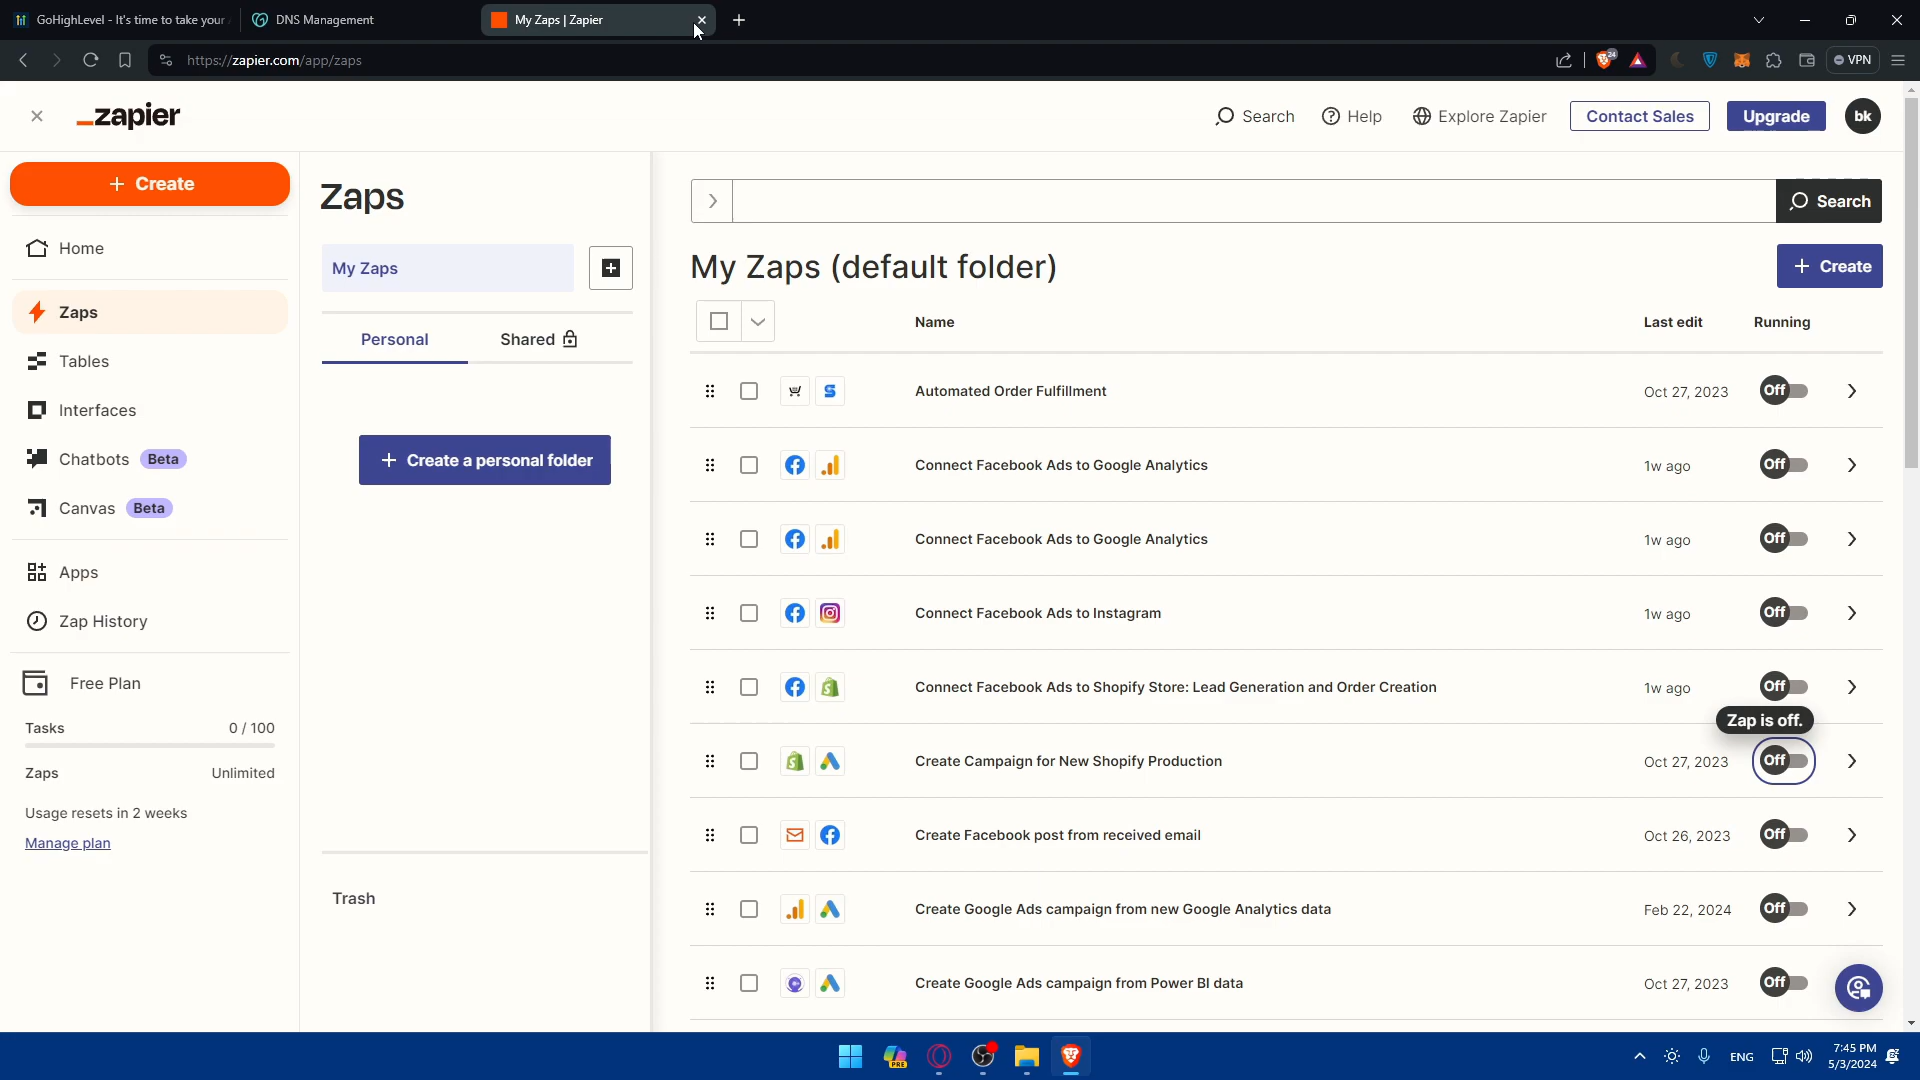 GoHighLevel - It's time to take your
DNS Management
My Zaps | Zapier
https://zapier.com/app/zaps
24
VPN
zapier
Search
Help
Explore Zapier
Contact Sales
Upgrade
bk
Create
Home
Zaps
Tables
Interfaces
Chatbots Beta
Canvas Beta
Apps
Zap History
Free Plan
Tasks 0 / 100
Zaps Unlimited
Usage resets in 2 weeks
Manage plan
Zaps
My Zaps
Personal
Shared
Create a personal folder
Trash
Search
My Zaps (default folder)
Create
Name Last edit Running
Automated Order Fulfillment Oct 27, 2023 Off
Connect Facebook Ads to Google Analytics 1w ago Off
Connect Facebook Ads to Google Analytics 1w ago Off
Connect Facebook Ads to Instagram 1w ago Off
Connect Facebook Ads to Shopify Store: Lead Generation and Order Creation 1w ago Off
Zap is off.
Create Campaign for New Shopify Production Oct 27, 2023 Off
Create Facebook post from received email Oct 26, 2023 Off
Create Google Ads campaign from new Google Analytics data Feb 22, 2024 Off
Create Google Ads campaign from Power BI data Oct 27, 2023 Off
PRE
ENG
7:45 PM
5/3/2024